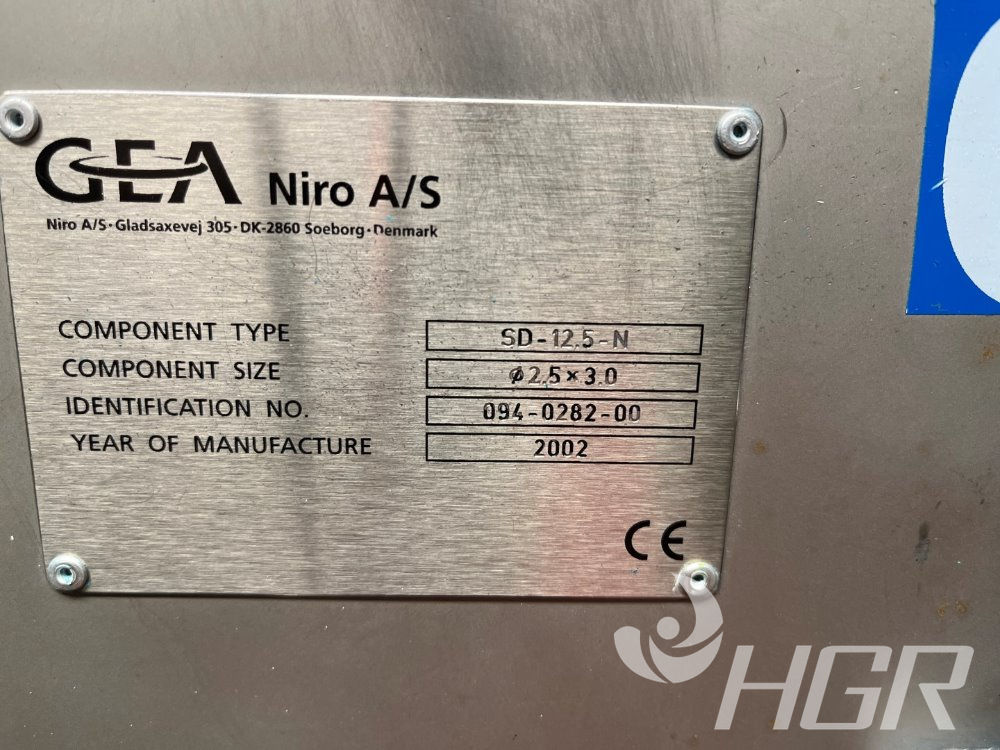 GEA Niro A/S
Niro A/S·Gladsaxevej 305·DK-2860 Soeborg·Denmark
COMPONENT TYPE SD-12.5-N
COMPONENT SIZE ø2.5×3.0
IDENTIFICATION NO. 094-0282-00
YEAR OF MANUFACTURE 2002
CE
HGR